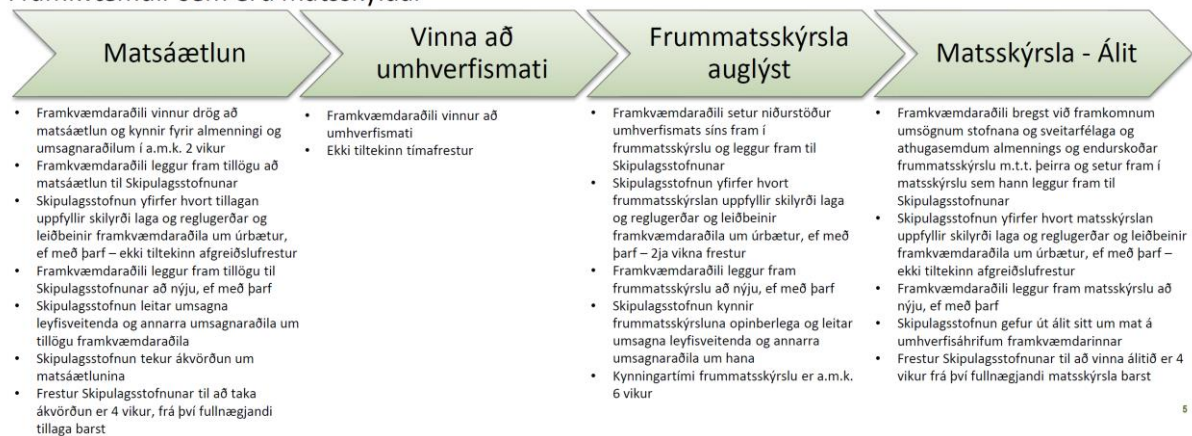 Matsáætlun
Vinna að
umhverfismati
Frummatsskýrsla
auglýst
Matsskýrsla - Álit
• Framkvæmdaraðili vinnur drög að
matsáætlun og kynnir fyrir almenningi og
umsagnaraðilum í a.m.k. 2 vikur
• Framkvæmdaraðili leggur fram tillögu að
matsáætlun til Skipulagsstofnunar
• Skipulagsstofnun yfirfer hvort tillagan
uppfyllir skilyrði laga og reglugerðar og
leiðbeinir framkvæmdaraðila um úrbætur,
ef með þarf – ekki tiltekinn afgreiðslufrestur
• Framkvæmdaraðili leggur fram tillögu til
Skipulagsstofnunar að nýju, ef með þarf
• Skipulagsstofnun leitar umsagna
leyfisveitenda og annarra umsagnaraðila um
tillögu framkvæmdaraðila
• Skipulagsstofnun tekur ákvörðun um
matsáætlunina
• Frestur Skipulagsstofnunar til að taka
ákvörðun er 4 vikur, frá því fullnægjandi
tillaga barst
• Framkvæmdaraðili vinnur að
umhverfismati
• Ekki tiltekinn tímafrestur
• Framkvæmdaraðili setur niðurstöður
umhverfismats síns fram í
frummatsskýrslu og leggur fram til
Skipulagsstofnunar
• Skipulagsstofnun yfirfer hvort
frummatsskýrslan uppfyllir skilyrði laga
og reglugerðar og leiðbeinir
framkvæmdaraðila um úrbætur, ef með
þarf – 2ja vikna frestur
• Framkvæmdaraðili leggur fram
frummatsskýrslu að nýju, ef með þarf
• Skipulagsstofnun kynnir
frummatsskýrsluna opinberlega og leitar
umsagna leyfisveitenda og annarra
umsagnaraðila um hana
• Kynningartími frummatsskýrslu er a.m.k.
6 vikur
• Framkvæmdaraðili bregst við framkomnum
umsögnum stofnana og sveitarfélaga og
athugasemdum almennings og endurskoðar
frummatsskýrslu m.t.t. þeirra og setur fram í
matsskýrslu sem hann leggur fram til
Skipulagsstofnunar
• Skipulagsstofnun yfirfer hvort matsskýrslan
uppfyllir skilyrði laga og reglugerðar og leiðbeinir
framkvæmdaraðila um úrbætur, ef með þarf –
ekki tiltekinn afgreiðslufrestur
• Framkvæmdaraðili leggur fram matsskýrslu að
nýju, ef með þarf
• Skipulagsstofnun gefur út álit sitt um mat á
umhverfisáhrifum framkvæmdarinnar
• Frestur Skipulagsstofnunar til að vinna álitið er 4
vikur frá því fullnægjandi matsskýrsla barst
5